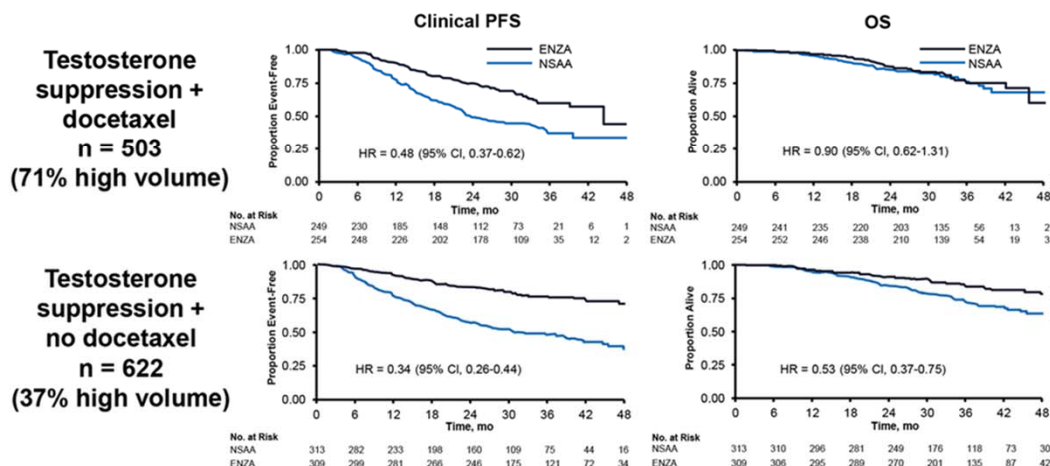 Clinical PFS
OS
Testosterone
suppression +
docetaxel
n = 503
(71% high volume)
Proportion Event-Free
1.00
0.75
0.50
0.25
0.00
ENZA
NSAA
HR = 0.48 (95% CI, 0.37-0.62)
0 6 12 18 24 30 36 42 48
Time, mo
No. at Risk
NSAA 249 230 185 148 112 73 21 6 1
ENZA 254 248 226 202 178 109 35 12 2
Proportion Alive
1.00
0.75
0.50
0.25
0.00
ENZA
NSAA
HR = 0.90 (95% CI, 0.62-1.31)
0 6 12 18 24 30 36 42 48
Time, mo
No. at Risk
NSAA 249 241 235 220 203 135 56 13 2
ENZA 254 252 246 238 210 139 54 19 3
Testosterone
suppression +
no docetaxel
n = 622
(37% high volume)
Proportion Event-Free
1.00
0.75
0.50
0.25
0.00
HR = 0.34 (95% CI, 0.26-0.44)
0 6 12 18 24 30 36 42 48
Time, mo
No. at Risk
NSAA 313 282 233 198 160 109 75 44 16
ENZA 309 299 281 266 246 175 121 72 34
Proportion Alive
1.00
0.75
0.50
0.25
0.00
HR = 0.53 (95% CI, 0.37-0.75)
0 6 12 18 24 30 36 42 48
Time, mo
No. at Risk
NSAA 313 310 296 281 249 176 118 73 30
ENZA 309 306 295 289 270 201 135 87 42